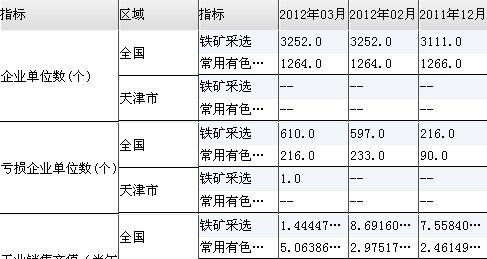 指标 区域 指标 2012年03月 2012年02月 2011年12月
企业单位数(个) 全国 铁矿采选 3252.0 3252.0 3111.0
常用有色… 1264.0 1264.0 1266.0
天津市 铁矿采选 -- -- --
常用有色… -- -- --
亏损企业单位数(个) 全国 铁矿采选 610.0 597.0 216.0
常用有色… 216.0 233.0 90.0
天津市 铁矿采选 1.0 -- --
常用有色… -- -- --
全国 铁矿采选 1.44447… 8.69160… 7.55840…
常用有色… 5.06386… 2.97517… 2.46149…